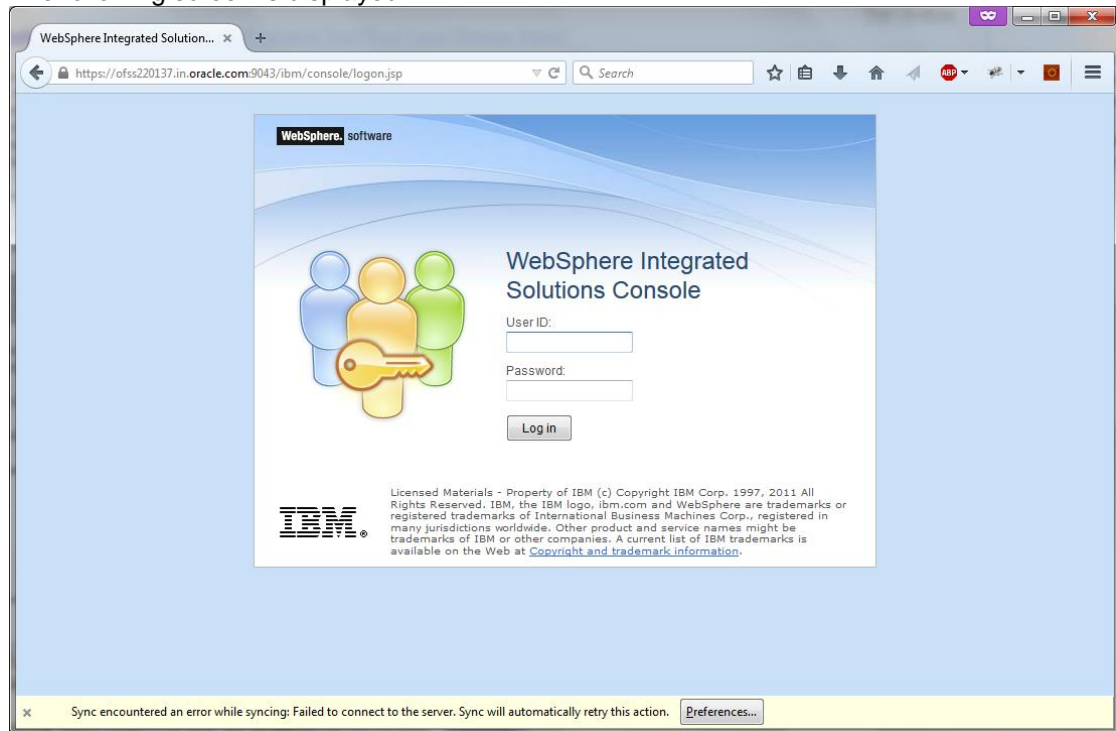 WebSphere Integrated Solution... × +
https://ofss220137.in.oracle.com:9043/ibm/console/logon.jsp
Search
ABP
WebSphere. software
WebSphere Integrated
Solutions Console
User ID:
Password:
Log in
Licensed Materials - Property of IBM (c) Copyright IBM Corp. 1997, 2011 All
Rights Reserved. IBM, the IBM logo, ibm.com and WebSphere are trademarks or
registered trademarks of International Business Machines Corp., registered in
many jurisdictions worldwide. Other product and service names might be
trademarks of IBM or other companies. A current list of IBM trademarks is
available on the Web at Copyright and trademark information.
IBM®
× Sync encountered an error while syncing: Failed to connect to the server. Sync will automatically retry this action. Preferences...